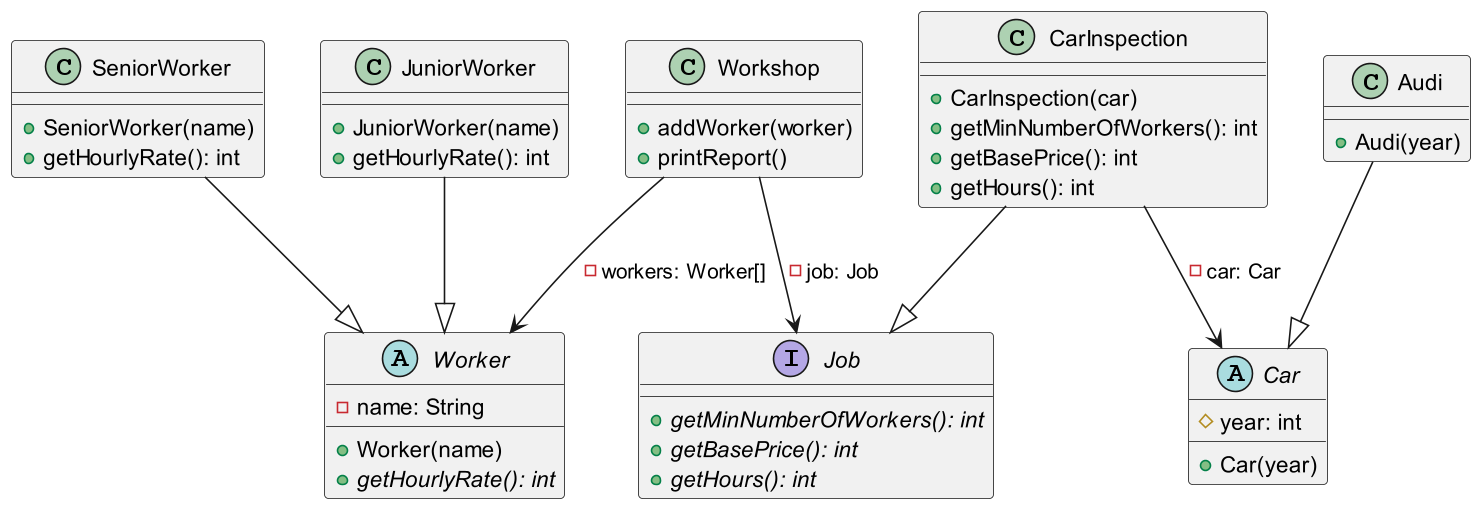 C SeniorWorker
SeniorWorker(name)
getHourlyRate(): int
C JuniorWorker
JuniorWorker(name)
getHourlyRate(): int
C Workshop
addWorker(worker)
printReport()
C CarInspection
CarInspection(car)
getMinNumberOfWorkers(): int
getBasePrice(): int
getHours(): int
C Audi
Audi(year)
workers: Worker[]
job: Job
car: Car
A Worker
name: String
Worker(name)
getHourlyRate(): int
I Job
getMinNumberOfWorkers(): int
getBasePrice(): int
getHours(): int
A Car
year: int
Car(year)